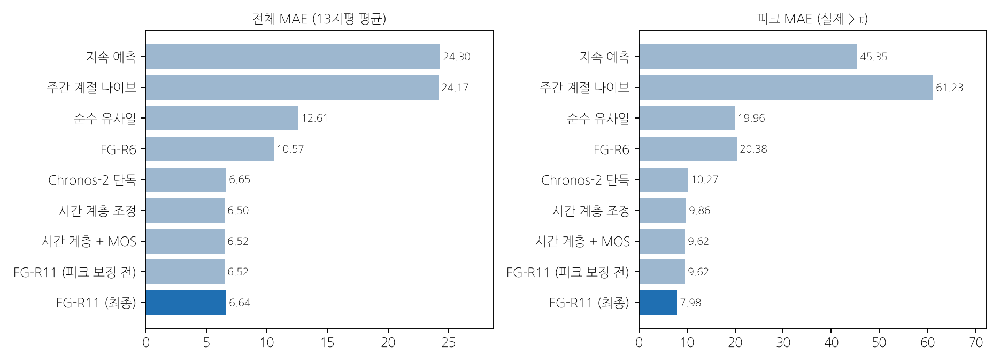 전체 MAE (13지평 평균)
지속 예측
24.30
주간 계절 나이브
24.17
순수 유사일
12.61
FG-R6
10.57
Chronos-2 단독
6.65
시간 계층 조정
6.50
시간 계층 + MOS
6.52
FG-R11 (피크 보정 전)
6.52
FG-R11 (최종)
6.64
0 5 10 15 20 25
피크 MAE (실제 > τ)
지속 예측
45.35
주간 계절 나이브
61.23
순수 유사일
19.96
FG-R6
20.38
Chronos-2 단독
10.27
시간 계층 조정
9.86
시간 계층 + MOS
9.62
FG-R11 (피크 보정 전)
9.62
FG-R11 (최종)
7.98
0 10 20 30 40 50 60 70